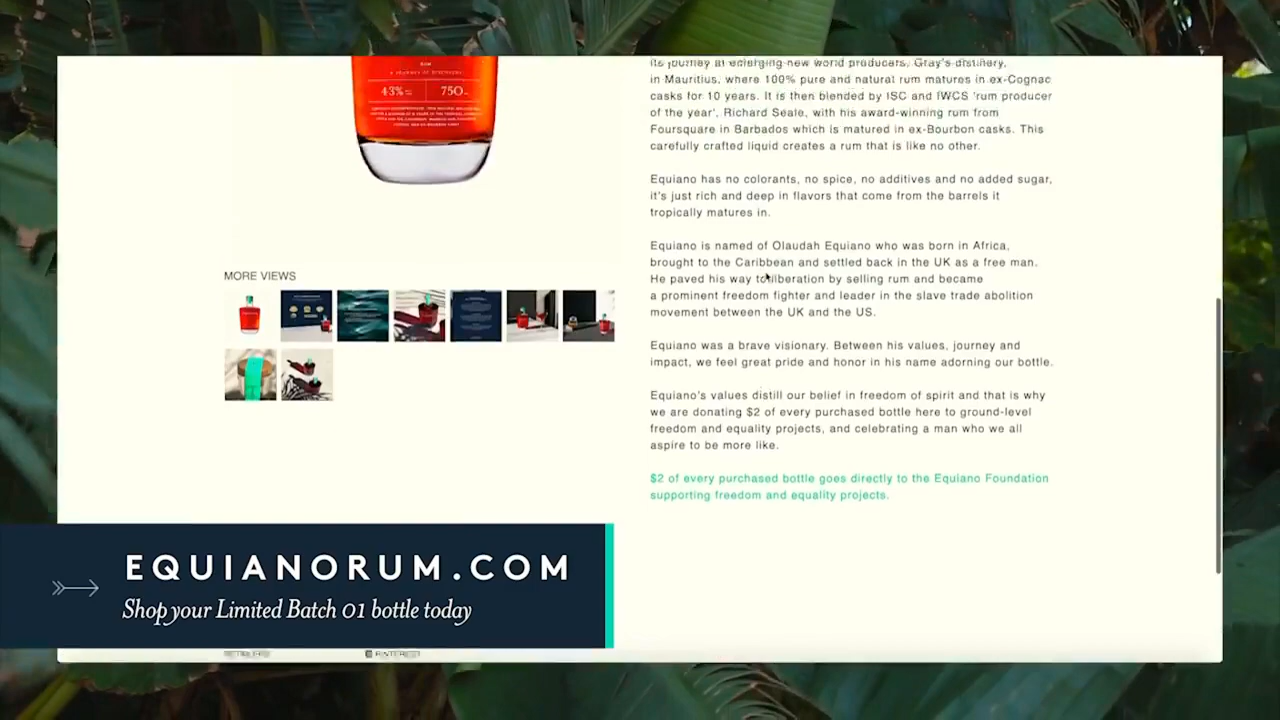 RUM
a journey of discovery
43%
750
its journey at emerging new world producers, Gray's distillery,
in Mauritius, where 100% pure and natural rum matures in ex-Cognac
casks for 10 years. It is then blended by ISC and IWCS 'rum producer
of the year', Richard Seale, with his award-winning rum from
Foursquare in Barbados which is matured in ex-Bourbon casks. This
carefully crafted liquid creates a rum that is like no other.
Equiano has no colorants, no spice, no additives and no added sugar,
it's just rich and deep in flavors that come from the barrels it
tropically matures in.
Equiano is named of Olaudah Equiano who was born in Africa,
brought to the Caribbean and settled back in the UK as a free man.
He paved his way to liberation by selling rum and became
a prominent freedom fighter and leader in the slave trade abolition
movement between the UK and the US.
Equiano was a brave visionary. Between his values, journey and
impact, we feel great pride and honor in his name adorning our bottle.
Equiano's values distill our belief in freedom of spirit and that is why
we are donating $2 of every purchased bottle here to ground-level
freedom and equality projects, and celebrating a man who we all
aspire to be more like.
$2 of every purchased bottle goes directly to the Equiano Foundation
supporting freedom and equality projects.
MORE VIEWS
EQUIANORUM.COM
Shop your Limited Batch 01 bottle today
PINTEREST